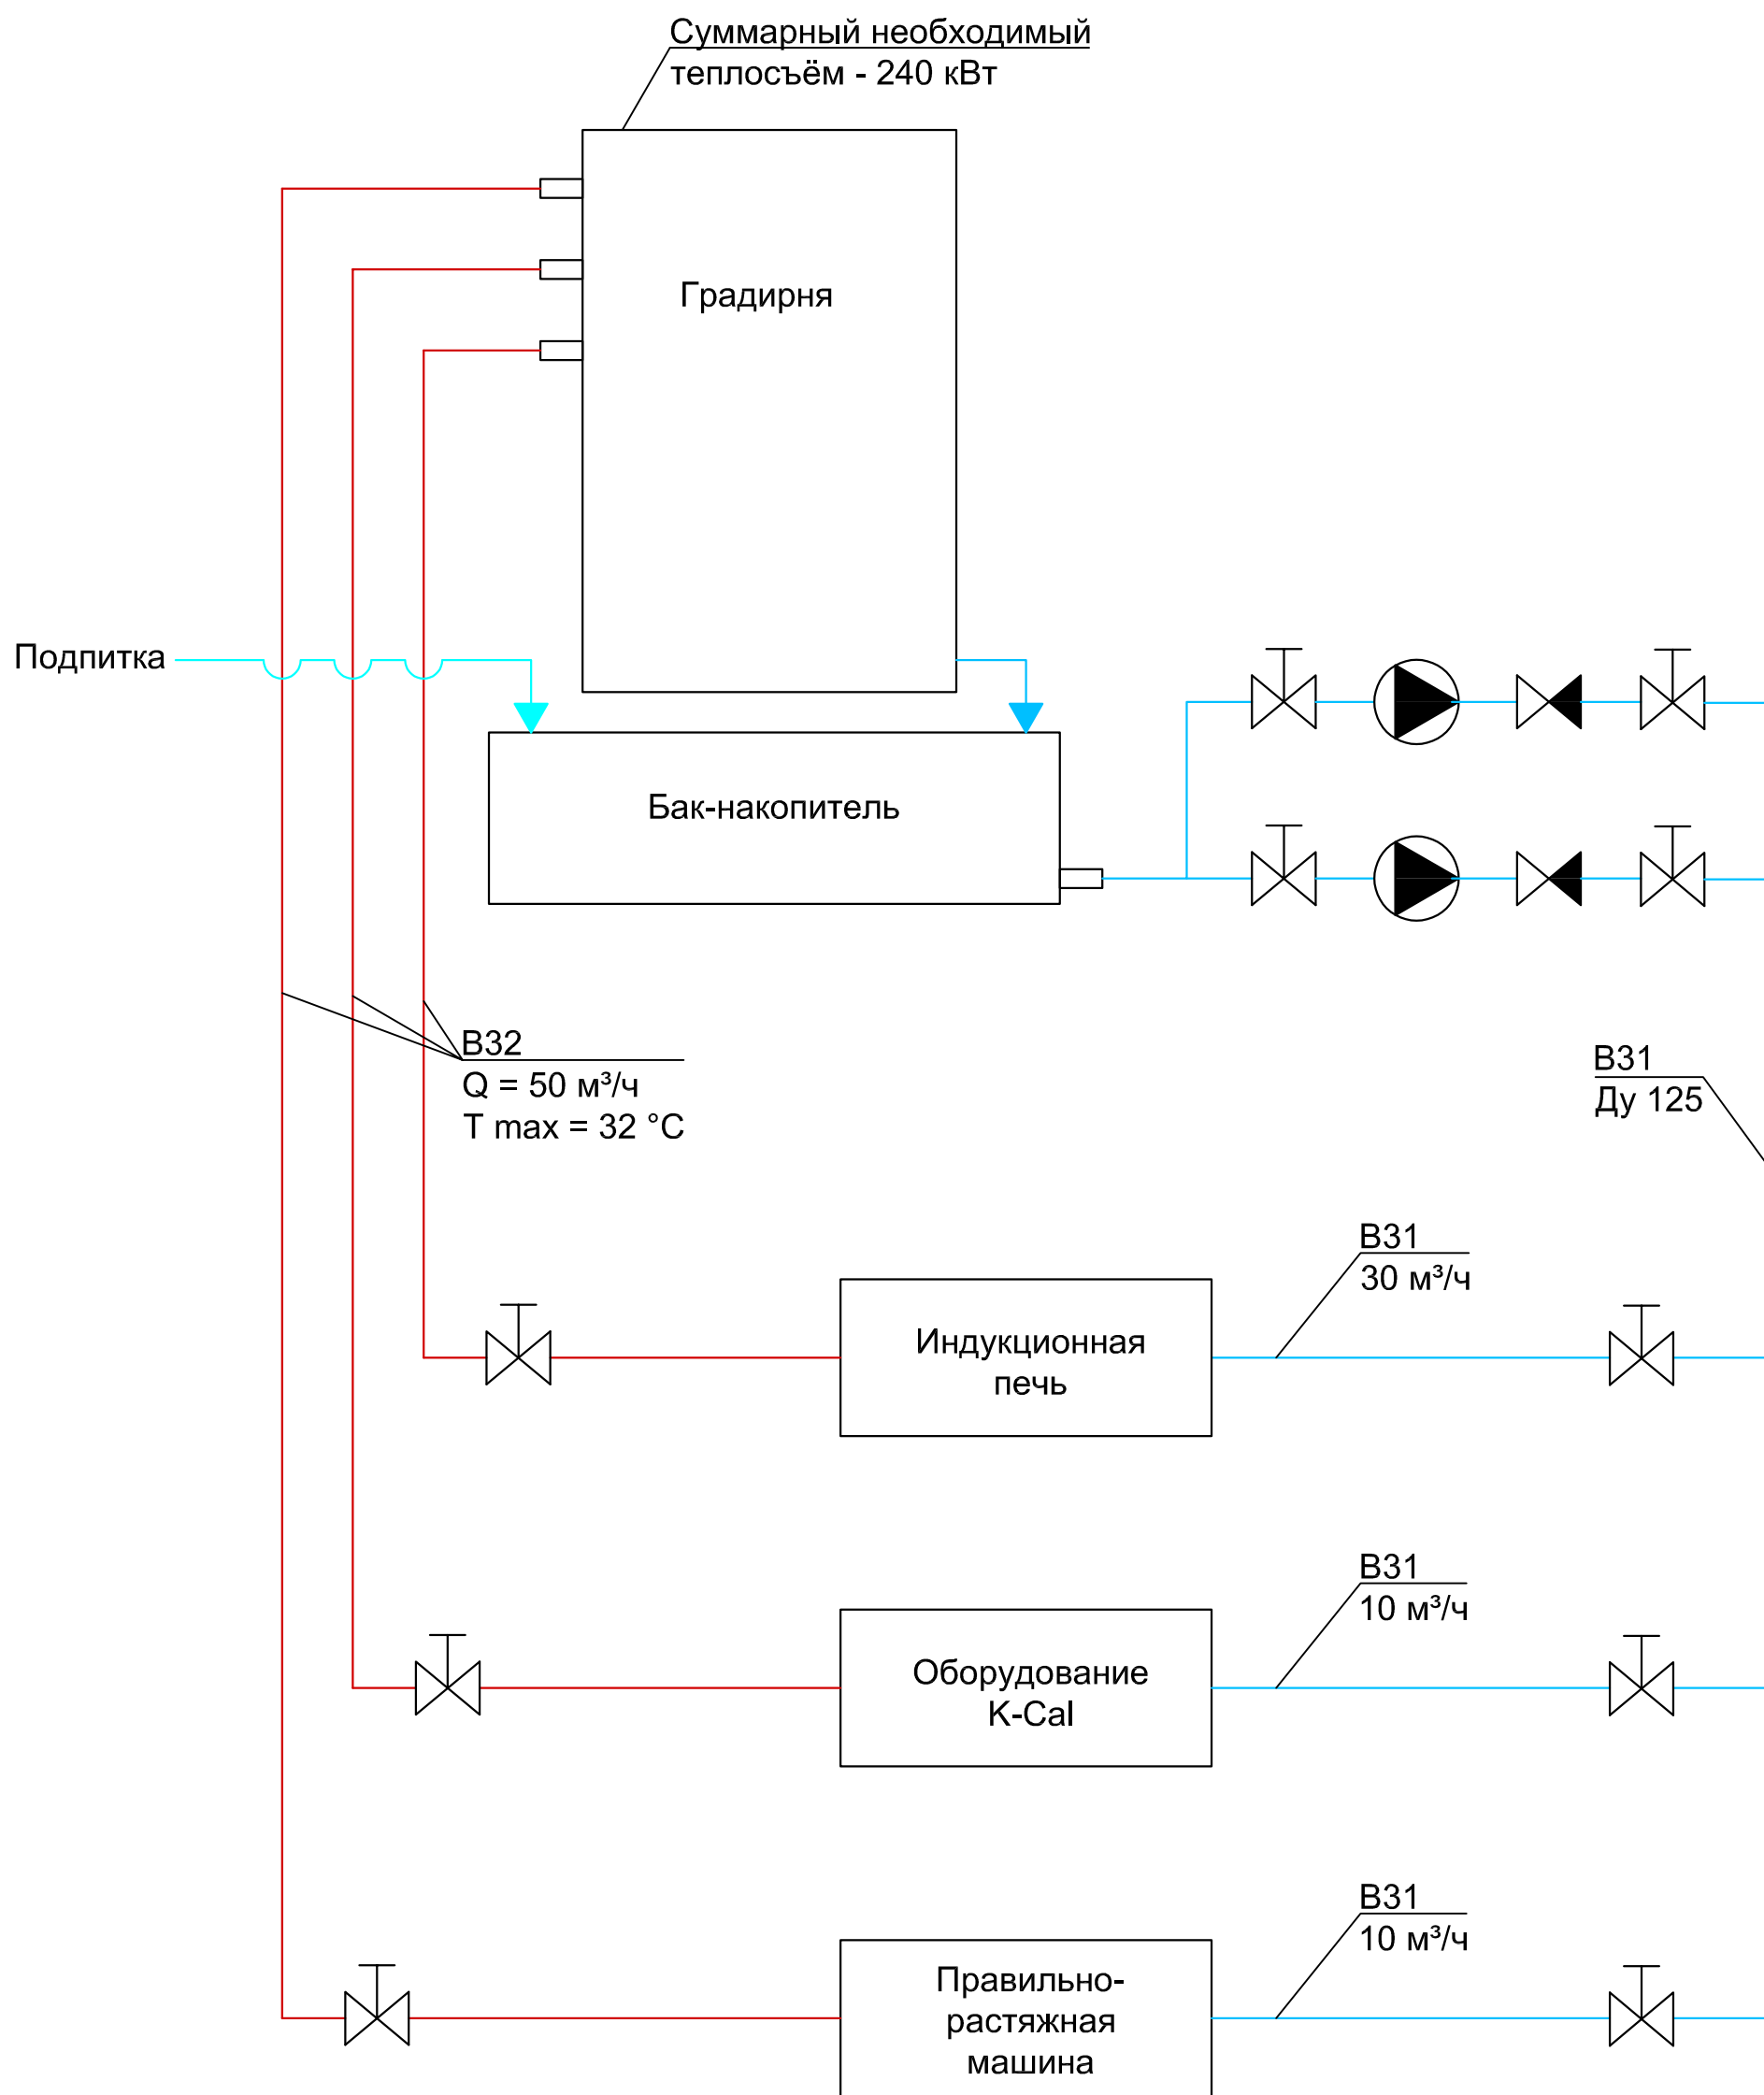 Суммарный необходимый
теплосъём - 240 кВт
Градирня
Подпитка
Бак-накопитель
В32
Q = 50 м³/ч
T max = 32 °C
В31
Ду 125
В31
30 м³/ч
Индукционная
печь
В31
10 м³/ч
Оборудование
K-Cal
В31
10 м³/ч
Правильно-
растяжная
машина